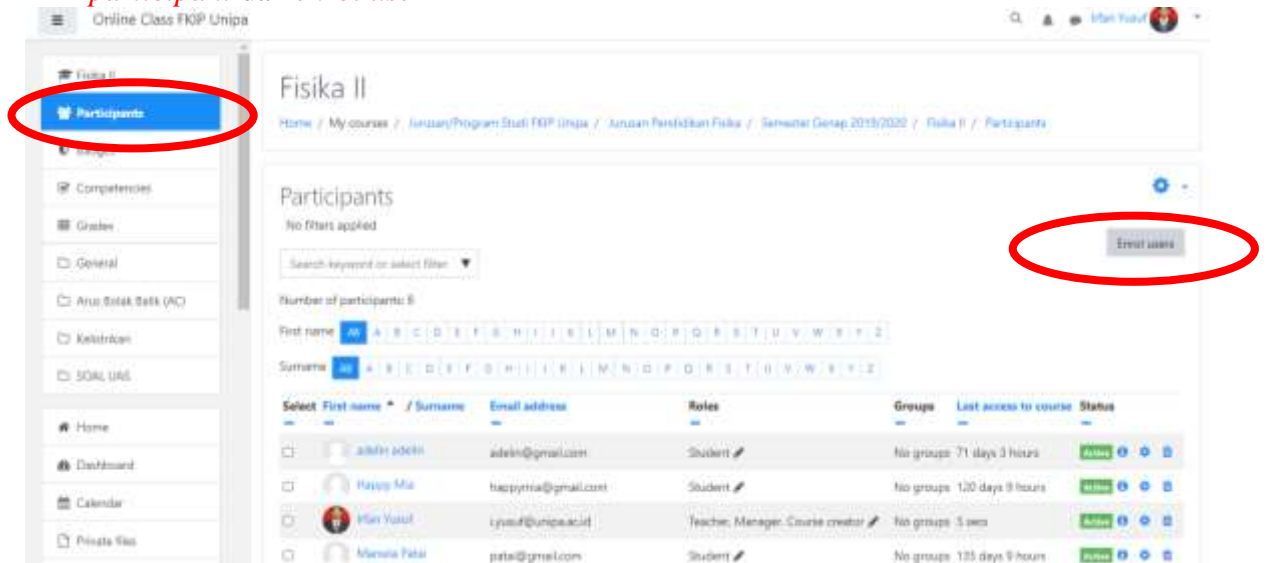 Online Class FKIP Unipa
Irfan Yusuf
Fisika II
Participants
Badges
Competencies
Grades
General
Arus Bolak Balik (AC)
Kelistrikan
SOAL UAS
Home
Dashboard
Calendar
Private files
Fisika II
Home / My courses / Jurusan/Program Studi FKIP Unipa / Jurusan Pendidikan Fisika / Semester Genap 2019/2020 / Fisika II / Participants
Participants
No filters applied
Enrol users
Search keyword or select filter ▼
Number of participants: 8
First name All A B C D E F G H I J K L M N O P Q R S T U V W X Y Z
Surname All A B C D E F G H I J K L M N O P Q R S T U V W X Y Z
Select First name / Surname Email address Roles Groups Last access to course Status
adelin adelin adelin@gmail.com Student No groups 71 days 3 hours Active
Happy Mia happymia@gmail.com Student No groups 120 days 9 hours Active
Irfan Yusuf i.yusuf@unipa.ac.id Teacher, Manager, Course creator No groups 5 secs Active
Patai patai@gmail.com Student No groups 135 days 9 hours Active